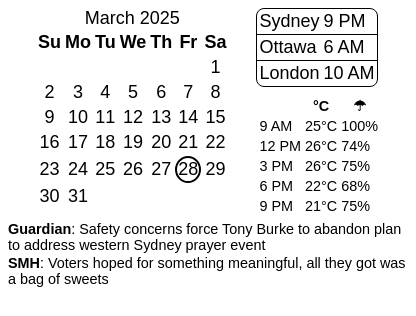 March 2025
Su Mo Tu We Th Fr Sa
1
2 3 4 5 6 7 8
9 10 11 12 13 14 15
16 17 18 19 20 21 22
23 24 25 26 27 28 29
30 31
Sydney 9 PM
Ottawa 6 AM
London 10 AM
°C ☂
9 AM 25°C 100%
12 PM 26°C 74%
3 PM 26°C 75%
6 PM 22°C 68%
9 PM 21°C 75%
Guardian: Safety concerns force Tony Burke to abandon plan
to address western Sydney prayer event
SMH: Voters hoped for something meaningful, all they got was
a bag of sweets